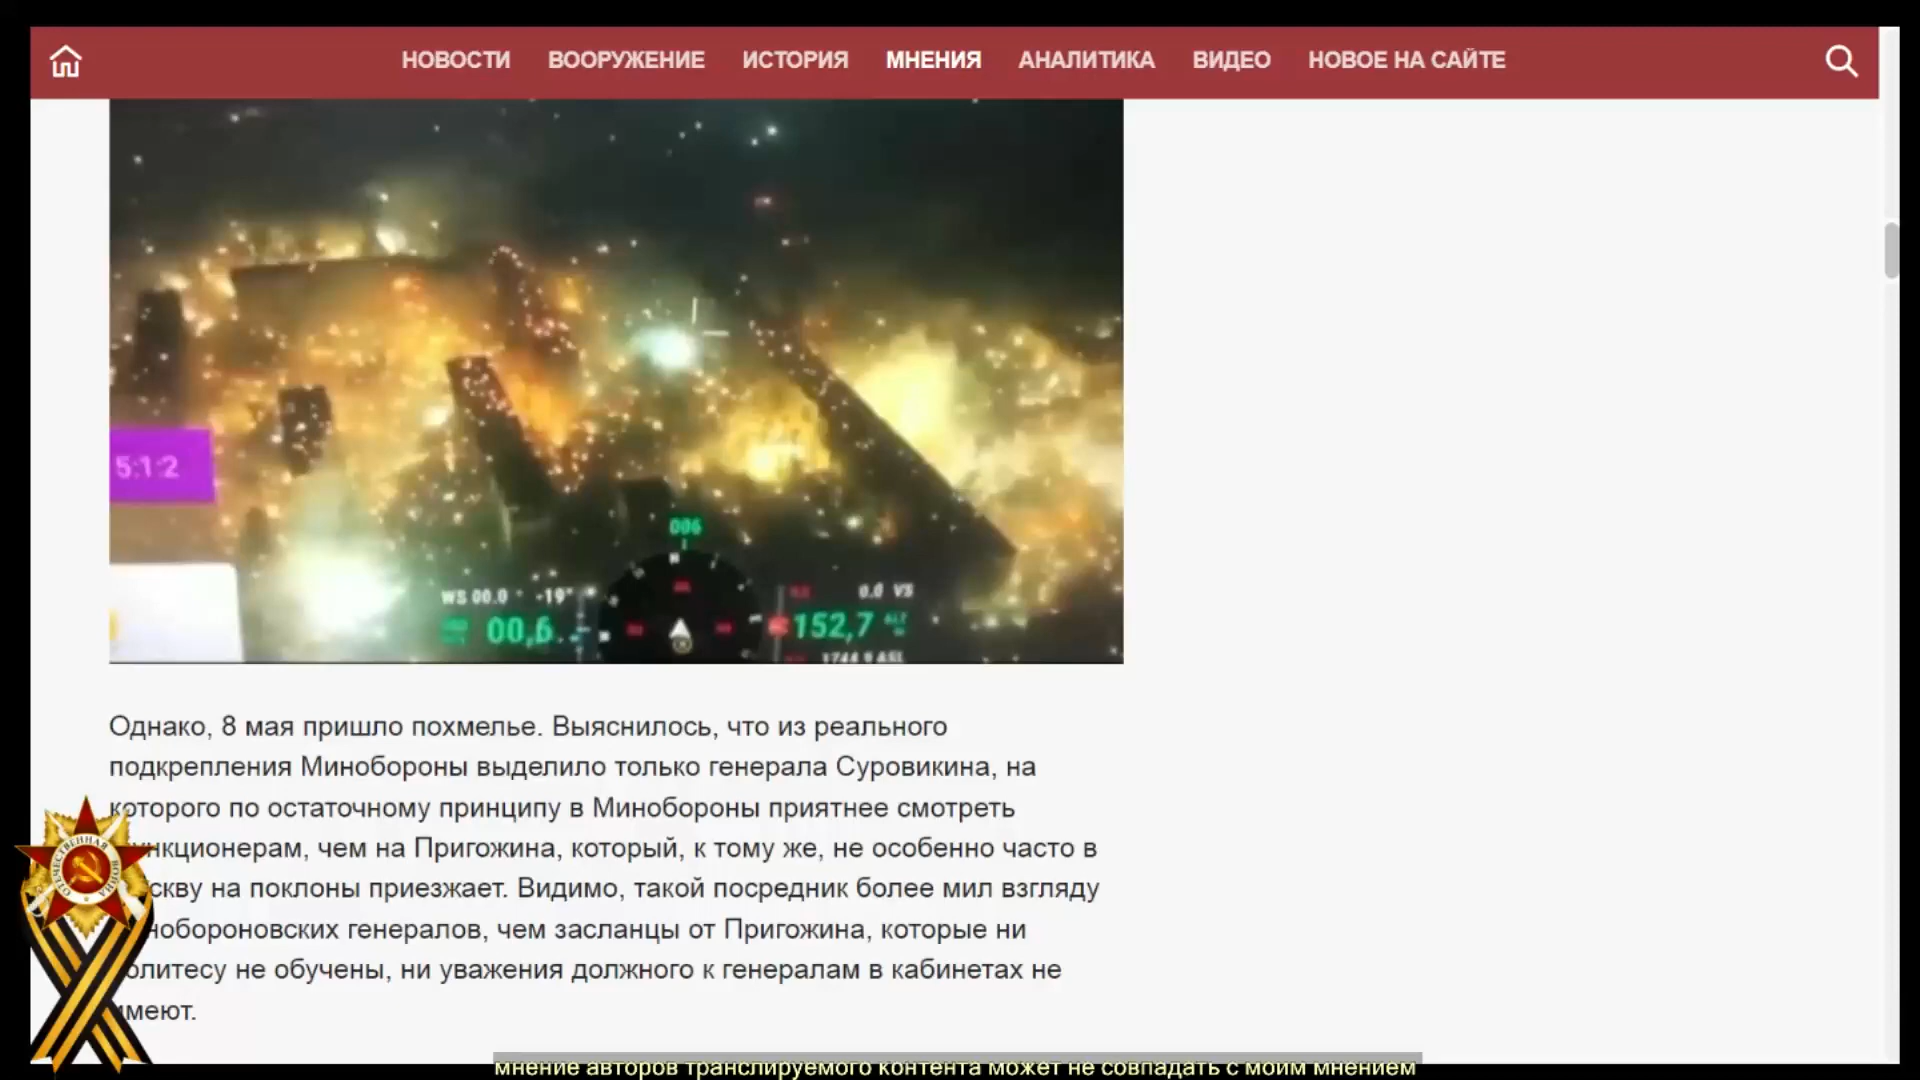 НОВОСТИ ВООРУЖЕНИЕ ИСТОРИЯ МНЕНИЯ АНАЛИТИКА ВИДЕО НОВОЕ НА САЙТЕ
5:1:2
006
WS 00.0 -19° 0.0 VS
00,6 152,7 ALT
Однако, 8 мая пришло похмелье. Выяснилось, что из реального
подкрепления Минобороны выделило только генерала Суровикина, на
которого по остаточному принципу в Минобороны приятнее смотреть
нкционерам, чем на Пригожина, который, к тому же, не особенно часто в
скву на поклоны приезжает. Видимо, такой посредник более мил взгляду
нобороновских генералов, чем засланцы от Пригожина, которые ни
олитесу не обучены, ни уважения должного к генералам в кабинетах не
имеют.
ОТЕЧЕСТВЕННАЯ ВОЙНА
мнение авторов транслируемого контента может не совпадать с моим мнением